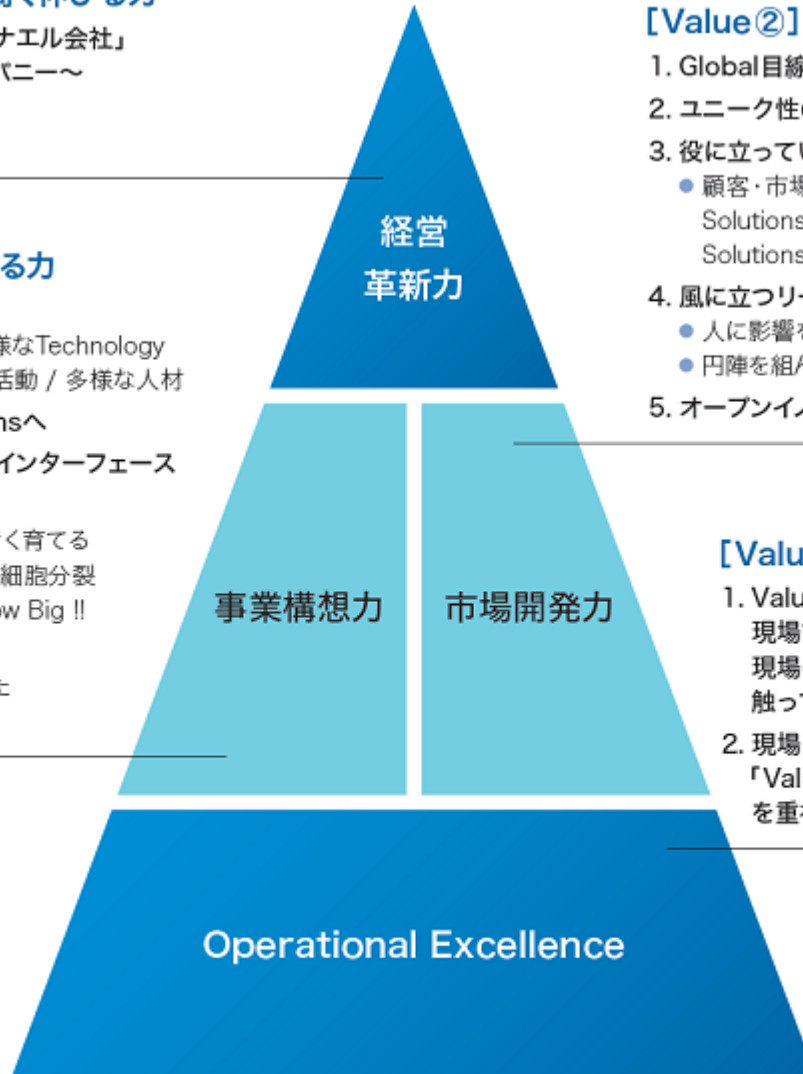 ナエル会社」
パニー〜
る力
様なTechnology
活動 / 多様な人材
nsへ
インターフェース
く育てる
細胞分裂
ow Big !!
た
経営
革新力
事業構想力
市場開発力
Operational Excellence
[Value②]
1. Global目線
2. ユニーク性
3. 役に立って
● 顧客・市場
Solutions
Solutions
4. 風に立つリー
● 人に影響を
● 円陣を組ん
5. オープンイノ
[Valu
1. Valu
現場
現場
触って
2. 現場
「Val
を重